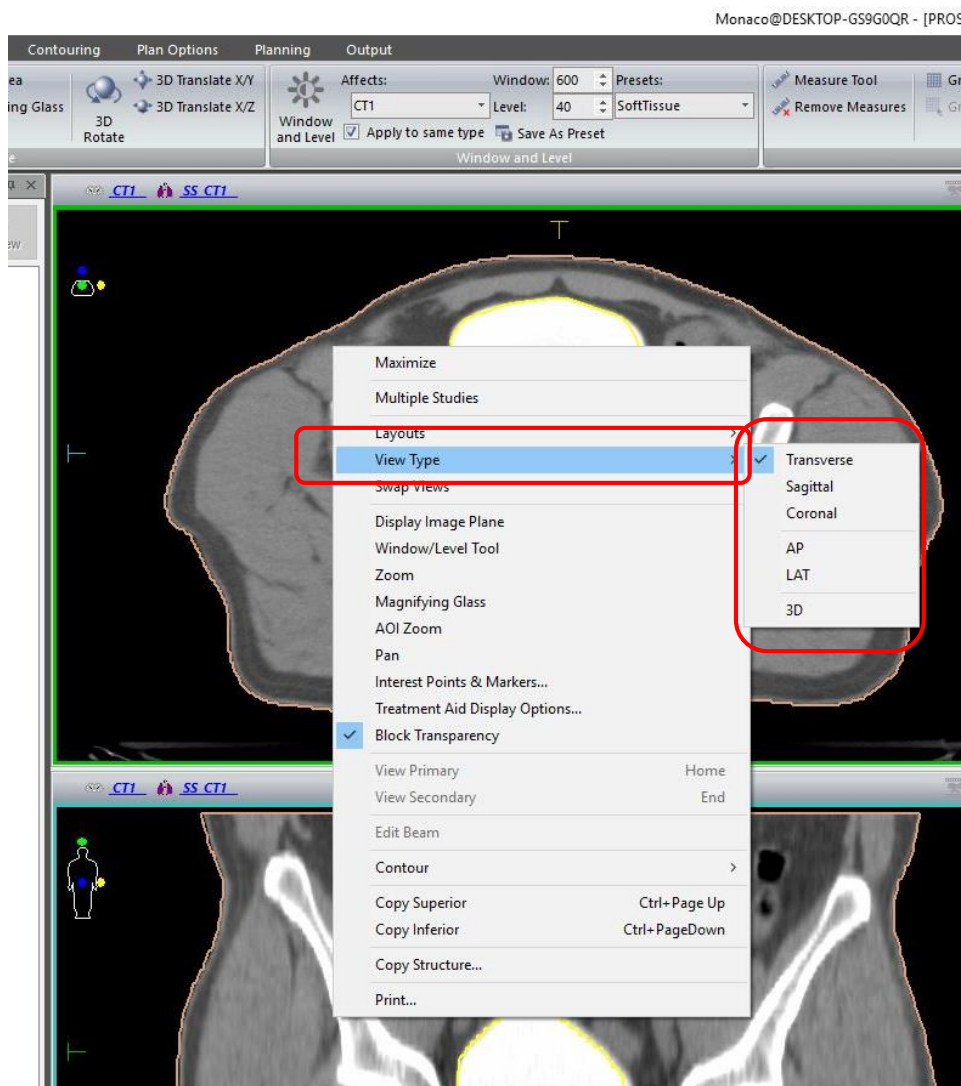 Monaco@DESKTOP-GS9G0QR - [PROS
Contouring Plan Options Planning Output
ea
ing Glass
3D Rotate
3D Translate X/Y
3D Translate X/Z
Window and Level
Affects:
CT1
Apply to same type
Window: 600
Level: 40
Save As Preset
Presets:
SoftTissue
Measure Tool
Remove Measures
Gr
Gr
e
Window and Level
CT1 SS CT1
ew
Maximize
Multiple Studies
Layouts
View Type
Swap Views
Display Image Plane
Window/Level Tool
Zoom
Magnifying Glass
AOI Zoom
Pan
Interest Points & Markers...
Treatment Aid Display Options...
Block Transparency
View Primary Home
View Secondary End
Edit Beam
Contour
Copy Superior Ctrl+Page Up
Copy Inferior Ctrl+PageDown
Copy Structure...
Print...
Transverse
Sagittal
Coronal
AP
LAT
3D
CT1 SS CT1